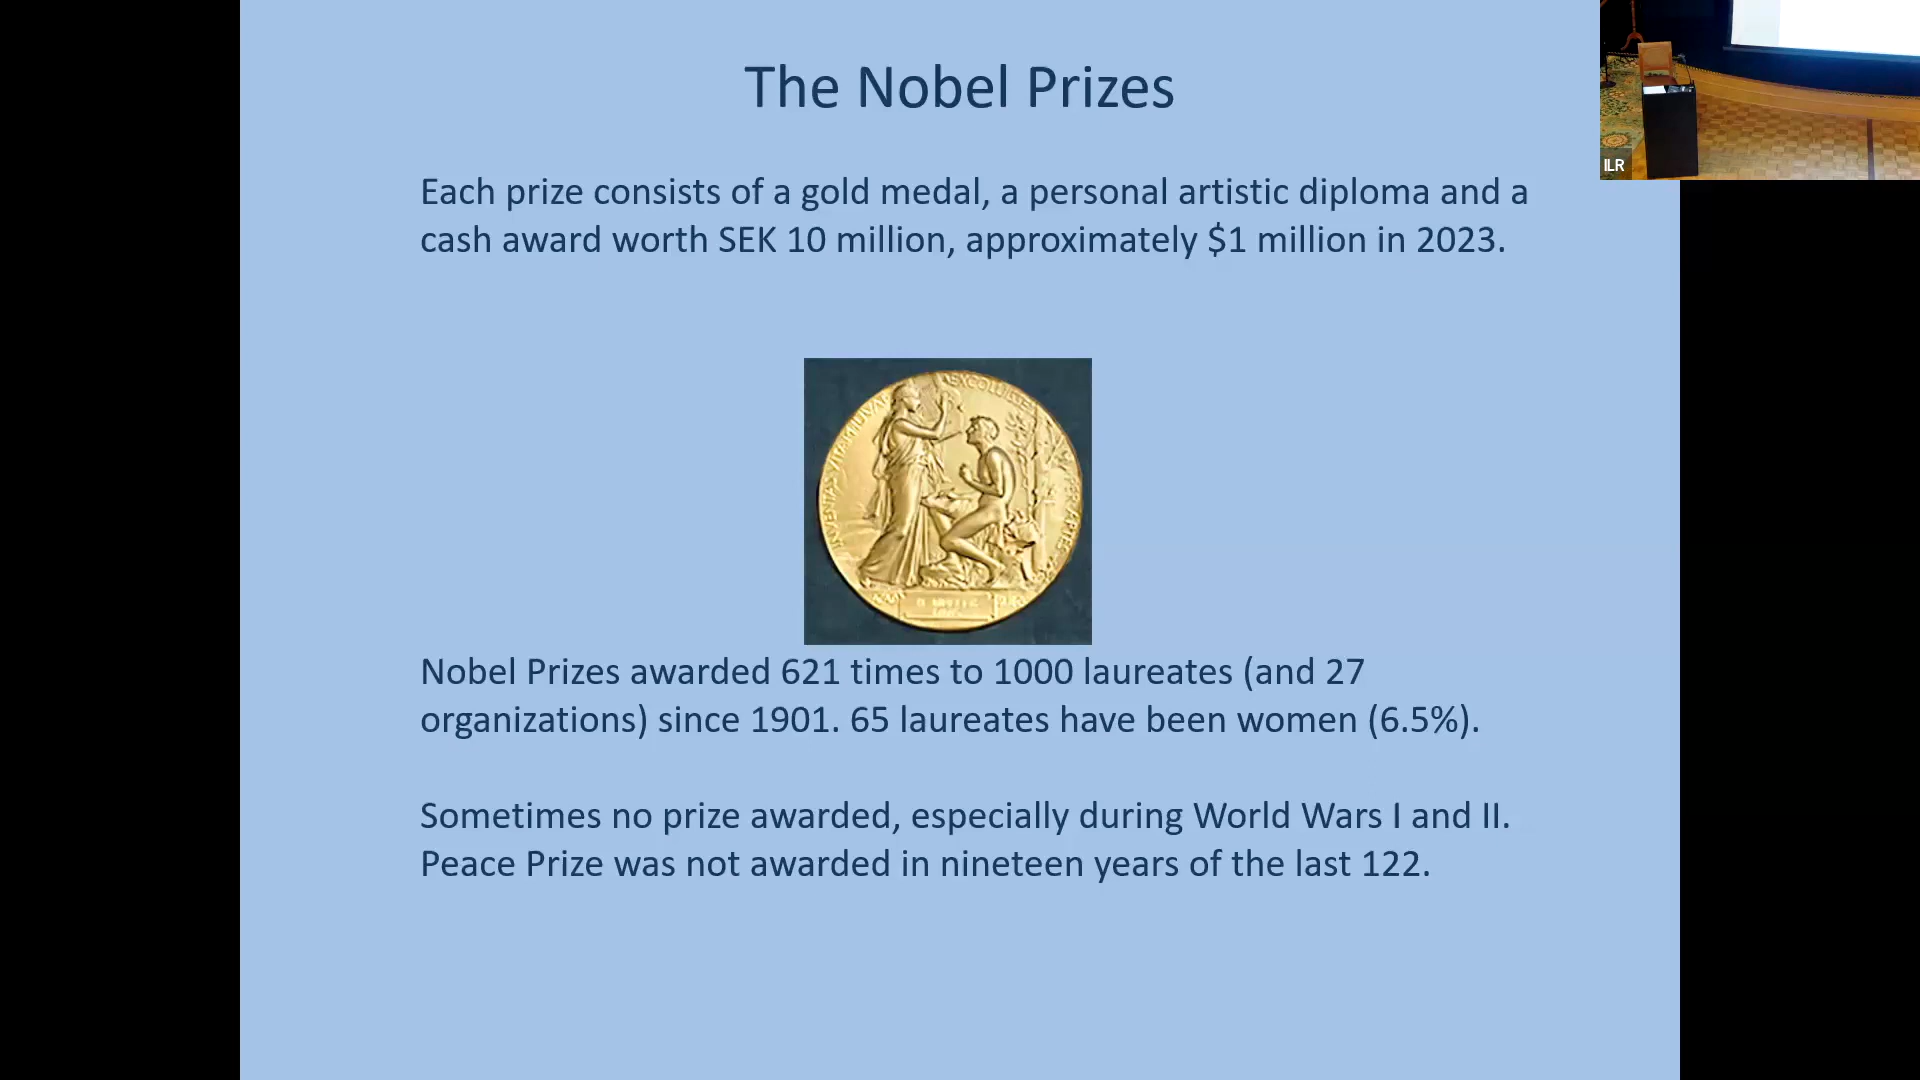 The Nobel Prizes
ILR
Each prize consists of a gold medal, a personal artistic diploma and a
cash award worth SEK 10 million, approximately $1 million in 2023.
Nobel Prizes awarded 621 times to 1000 laureates (and 27
organizations) since 1901. 65 laureates have been women (6.5%).
Sometimes no prize awarded, especially during World Wars I and II.
Peace Prize was not awarded in nineteen years of the last 122.